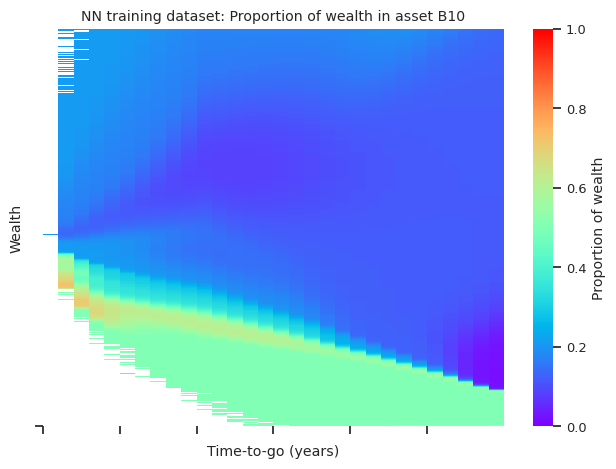 NN training dataset: Proportion of wealth in asset B10
1.0
0.8
0.6
0.4
0.2
0.0
Proportion of wealth
Wealth
Time-to-go (years)